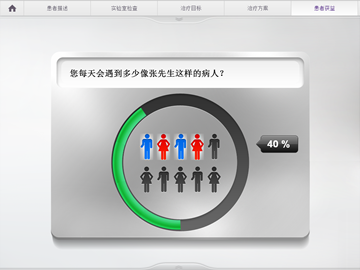 患者描述
实验室检查
治疗目标
治疗方案
患者获益
您每天会遇到多少像张先生这样的病人？
40 %